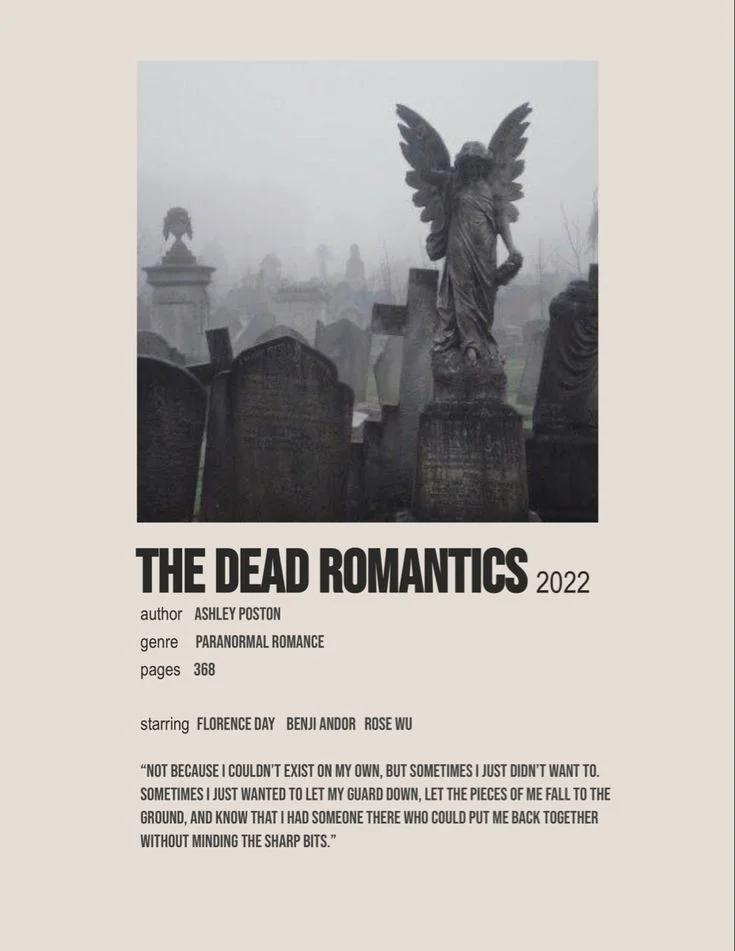 THE DEAD ROMANTICS 2022
author ASHLEY POSTON
genre PARANORMAL ROMANCE
pages 368
starring FLORENCE DAY BENJI ANDOR ROSE WU
“NOT BECAUSE I COULDN’T EXIST ON MY OWN, BUT SOMETIMES I JUST DIDN’T WANT TO.
SOMETIMES I JUST WANTED TO LET MY GUARD DOWN, LET THE PIECES OF ME FALL TO THE
GROUND, AND KNOW THAT I HAD SOMEONE THERE WHO COULD PUT ME BACK TOGETHER
WITHOUT MINDING THE SHARP BITS.”